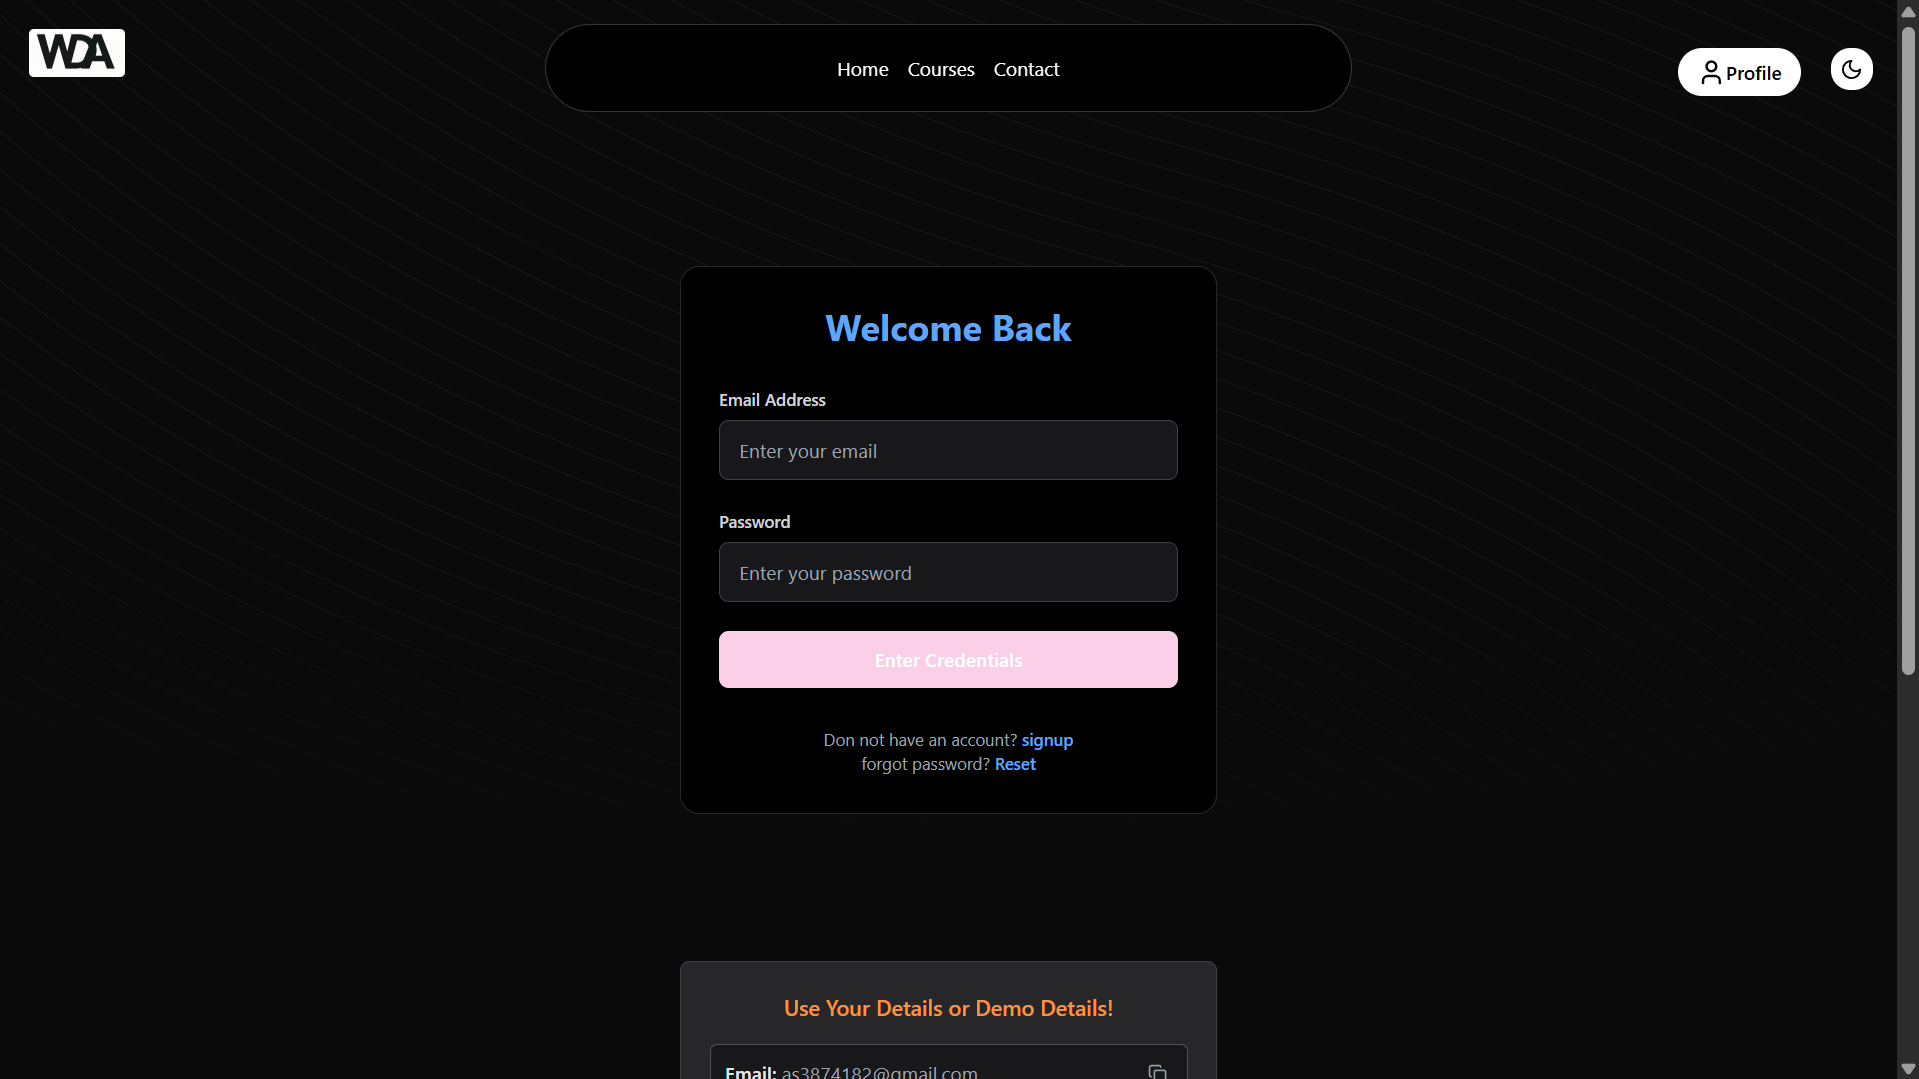 WDA
Home Courses Contact
Profile
Welcome Back
Email Address
Enter your email
Password
Enter your password
Enter Credentials
Don not have an account? signup
forgot password? Reset
Use Your Details or Demo Details!
Email: as3874182@gmail.com